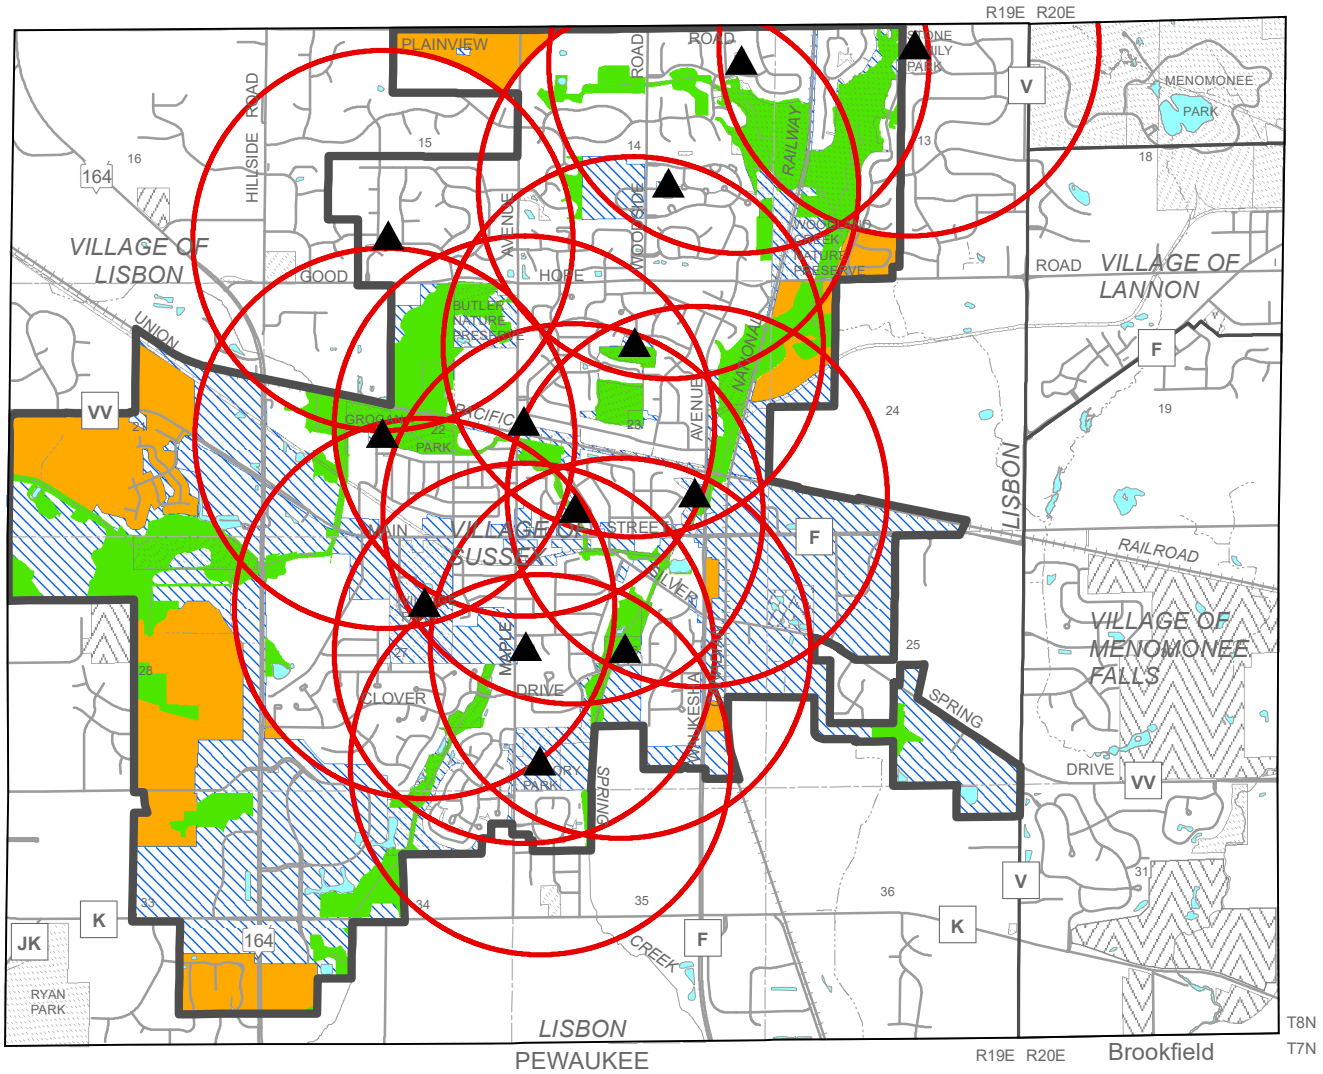 R19E R20E
PLAINVIEW
ROAD
STONE
FAMILY
PARK
ROAD
HILLSIDE ROAD
V
MENOMONEE
PARK
RAILWAY
16
15
14
13
18
164
AVENUE
WOODSIDE
VILLAGE OF
LISBON
WOODLAND
CREEK
NATURE
PRESERVE
GOOD
HOPE
ROAD
VILLAGE OF
LANNON
BUTLER
NATURE
PRESERVE
UNION
NATIONAL
F
VV
GROGAN
PARK
PACIFIC
AVENUE
21
22
23
24
19
LISBON
MAIN
VILLAGE OF
SUSSEX
STREET
F
RAILROAD
SILVER
VILLAGE OF
MENOMONEE
FALLS
MAPLE
25
28
27
CLOVER
DRIVE
WAUKESHA
SPRING
PARK
SPRING
DRIVE
VV
33
34
35
36
31
V
K
K
JK
164
F
CREEK
RYAN
PARK
LISBON
T8N
PEWAUKEE
R19E R20E
Brookfield
T7N